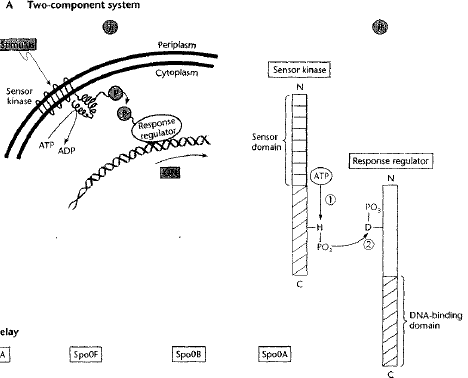 A Two-component system
Stimulus
Periplasm
Cytoplasm
Sensor
kinase
P
P
ATP
ADP
Response
regulator
Sensor kinase
N
Sensor
domain
ATP
1
H
PO3
C
Response regulator
N
PO3
D
2
DNA-binding
domain
C
elay
A
Spo0F
Spo0B
Spo0A